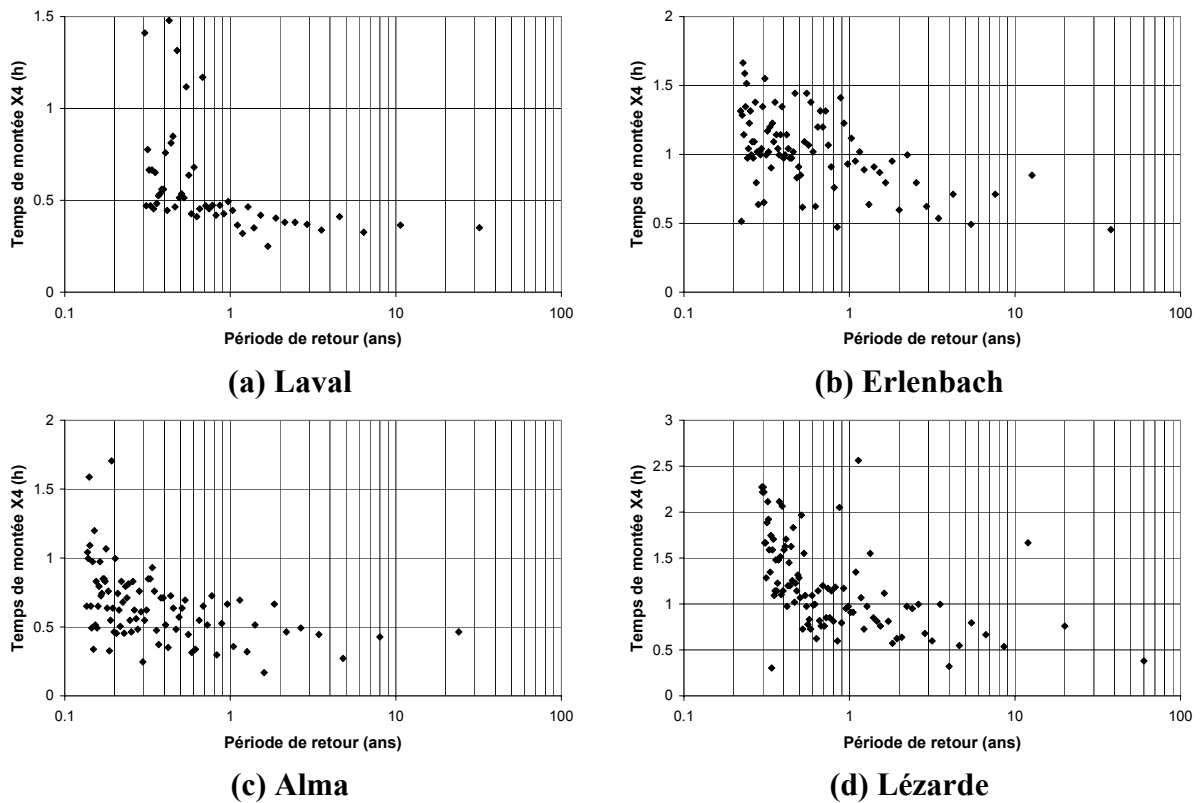 Temps de montée X4 (h)
1.5
1
0.5
0
0.1 1 10 100
Période de retour (ans)
(a) Laval
Temps de montée X4 (h)
2
1.5
1
0.5
0
0.1 1 10 100
Période de retour (ans)
(b) Erlenbach
Temps de montée X4 (h)
2
1.5
1
0.5
0
0.1 1 10 100
Période de retour (ans)
(c) Alma
Temps de montée X4 (h)
3
2.5
2
1.5
1
0.5
0
0.1 1 10 100
Période de retour (ans)
(d) Lézarde